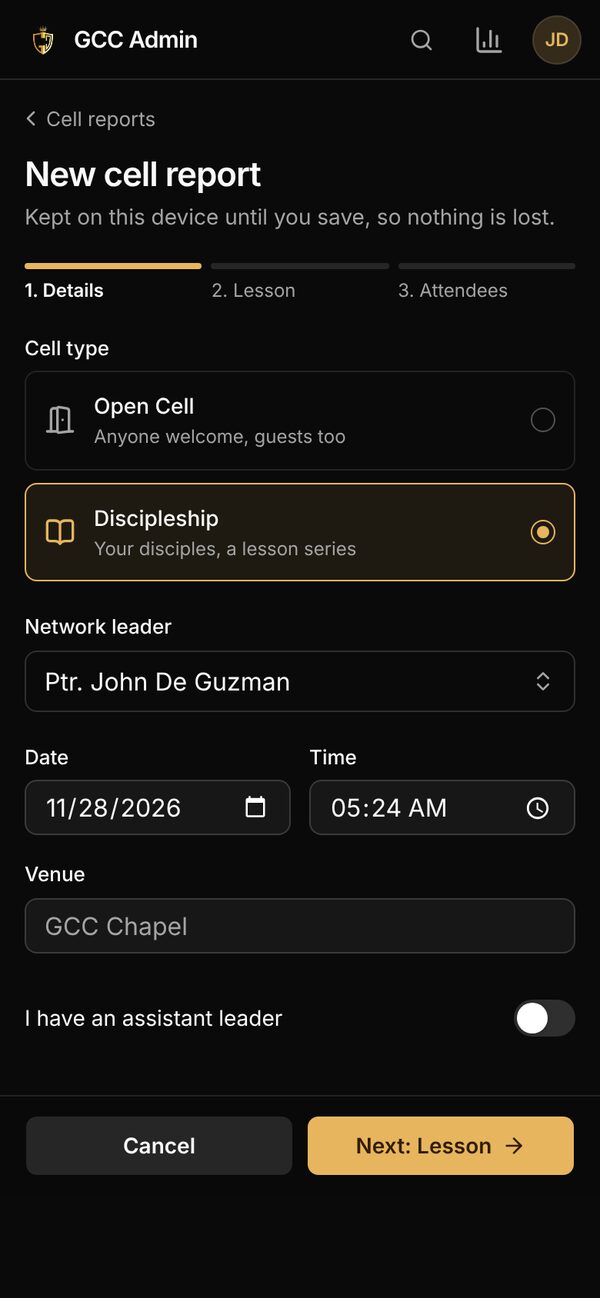 GCC Admin
JD
Cell reports
New cell report
Kept on this device until you save, so nothing is lost.
1. Details
2. Lesson
3. Attendees
Cell type
Open Cell
Anyone welcome, guests too
Discipleship
Your disciples, a lesson series
Network leader
Ptr. John De Guzman
Date
Time
11/28/2026
05:24 AM
Venue
GCC Chapel
I have an assistant leader
Cancel
Next: Lesson →